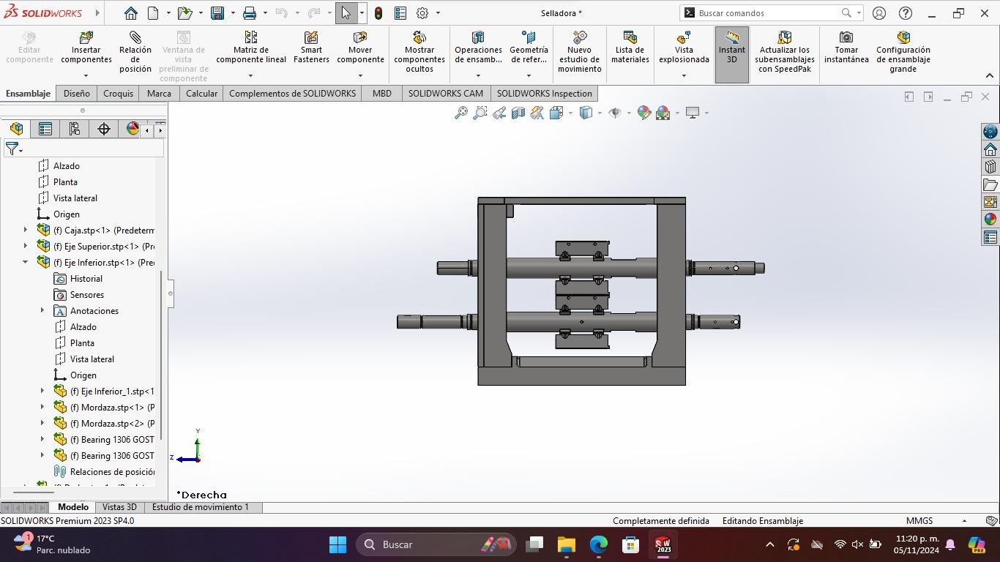 SOLIDWORKS
Selladora *
Buscar comandos
Editar
componente
Insertar
componentes
Relación
de
posición
Ventana de
vista
preliminar de
componente
Matriz de
componente lineal
Smart
Fasteners
Mover
componente
Mostrar
componentes
ocultos
Operaciones
de ensamb...
Geometría
de refer...
Nuevo
estudio de
movimiento
Lista de
materiales
Vista
explosionada
Instant
3D
Actualizar los
subensamblajes
con SpeedPak
Tomar
instantánea
Configuración
de ensamblaje
grande
Ensamblaje
Diseño
Croquis
Marca
Calcular
Complementos de SOLIDWORKS
MBD
SOLIDWORKS CAM
SOLIDWORKS Inspection
Alzado
Planta
Vista lateral
Origen
(f) Caja.stp<1> (Predeterm
(f) Eje Superior.stp<1> (Pr
(f) Eje Inferior.stp<1> (Pre
Historial
Sensores
Anotaciones
Alzado
Planta
Vista lateral
Origen
(f) Eje Inferior_1.stp<1
(f) Mordaza.stp<1> (P
(f) Mordaza.stp<2> (P
(f) Bearing 1306 GOST
(f) Bearing 1306 GOST
Relaciones de posició
Y
Z
*Derecha
Modelo
Vistas 3D
Estudio de movimiento 1
SOLIDWORKS Premium 2023 SP4.0
Completamente definida
Editando Ensamblaje
MMGS
1
17°C
Parc. nublado
Buscar
SW
2023
11:20 p. m.
05/11/2024
PRE